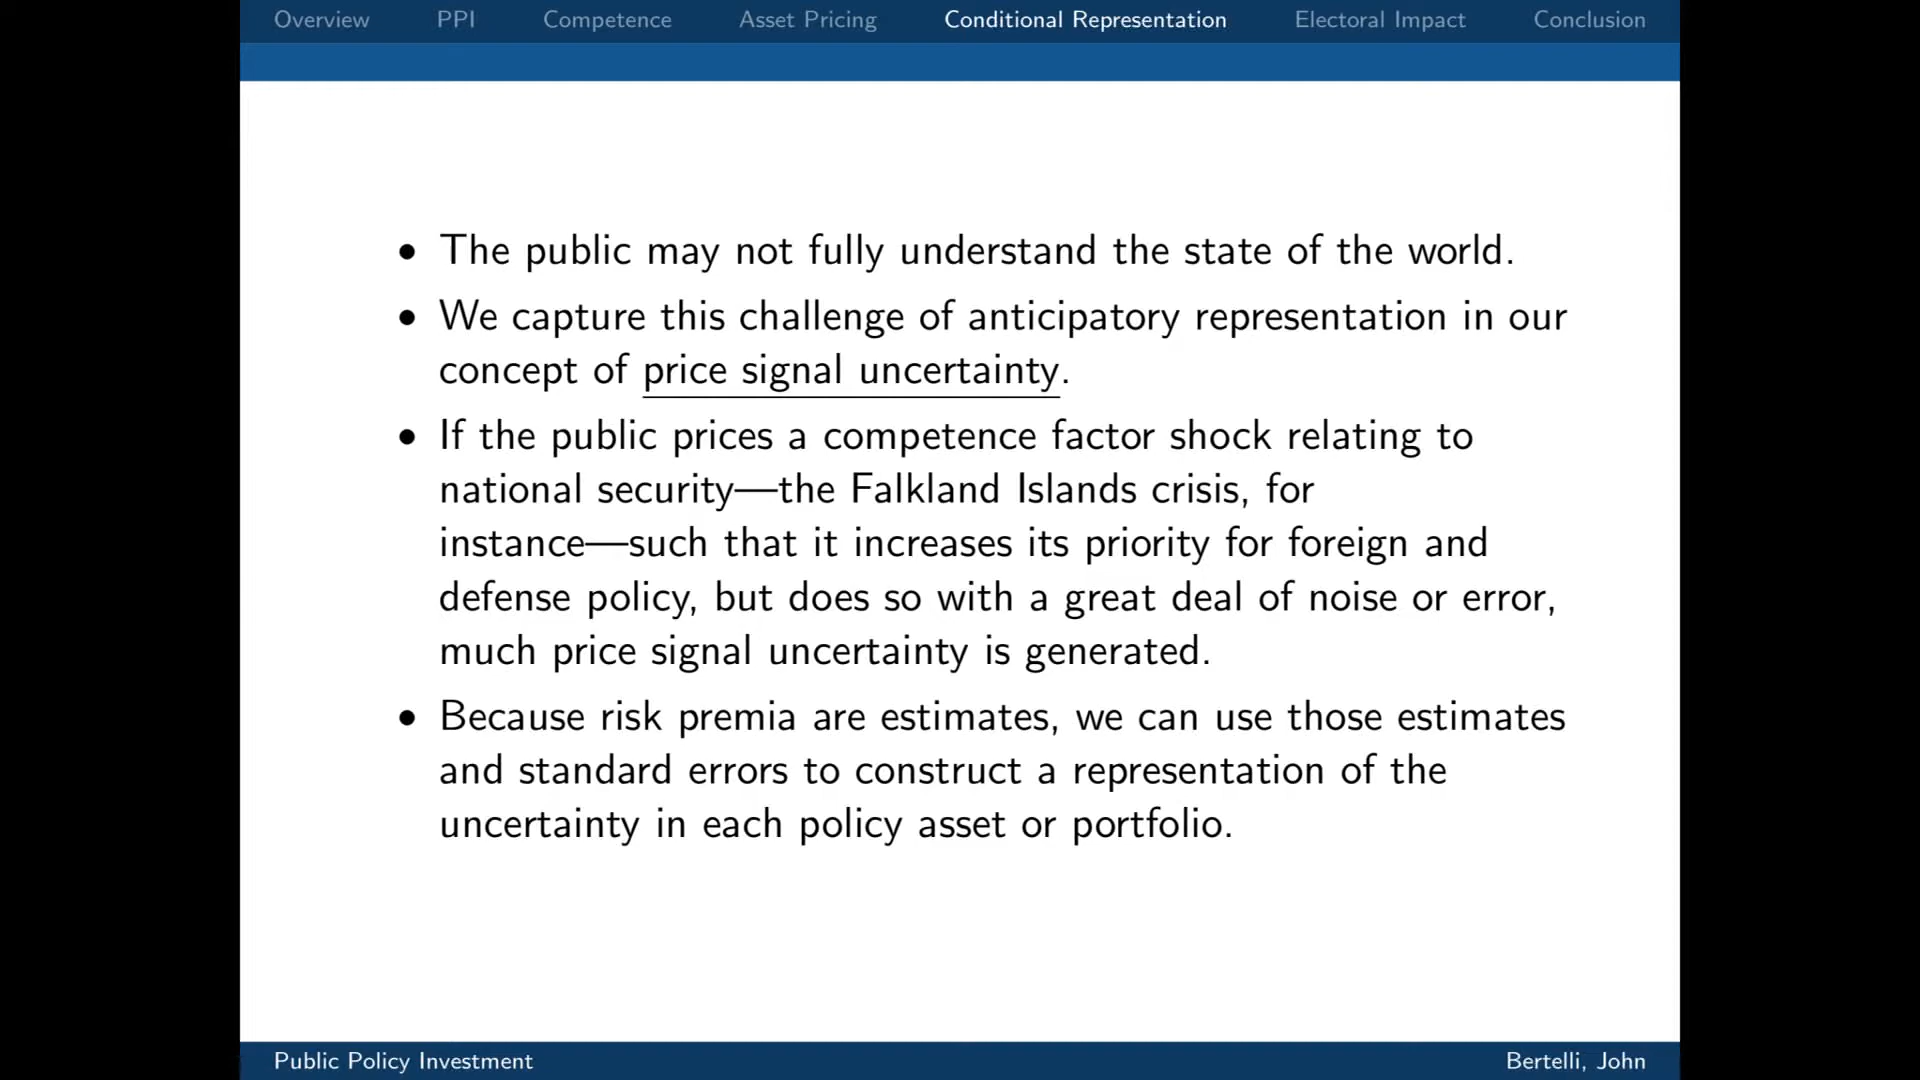 Overview PPI Competence Asset Pricing Conditional Representation Electoral Impact Conclusion
• The public may not fully understand the state of the world.
• We capture this challenge of anticipatory representation in our
concept of price signal uncertainty.
• If the public prices a competence factor shock relating to
national security—the Falkland Islands crisis, for
instance—such that it increases its priority for foreign and
defense policy, but does so with a great deal of noise or error,
much price signal uncertainty is generated.
• Because risk premia are estimates, we can use those estimates
and standard errors to construct a representation of the
uncertainty in each policy asset or portfolio.
Public Policy Investment Bertelli, John